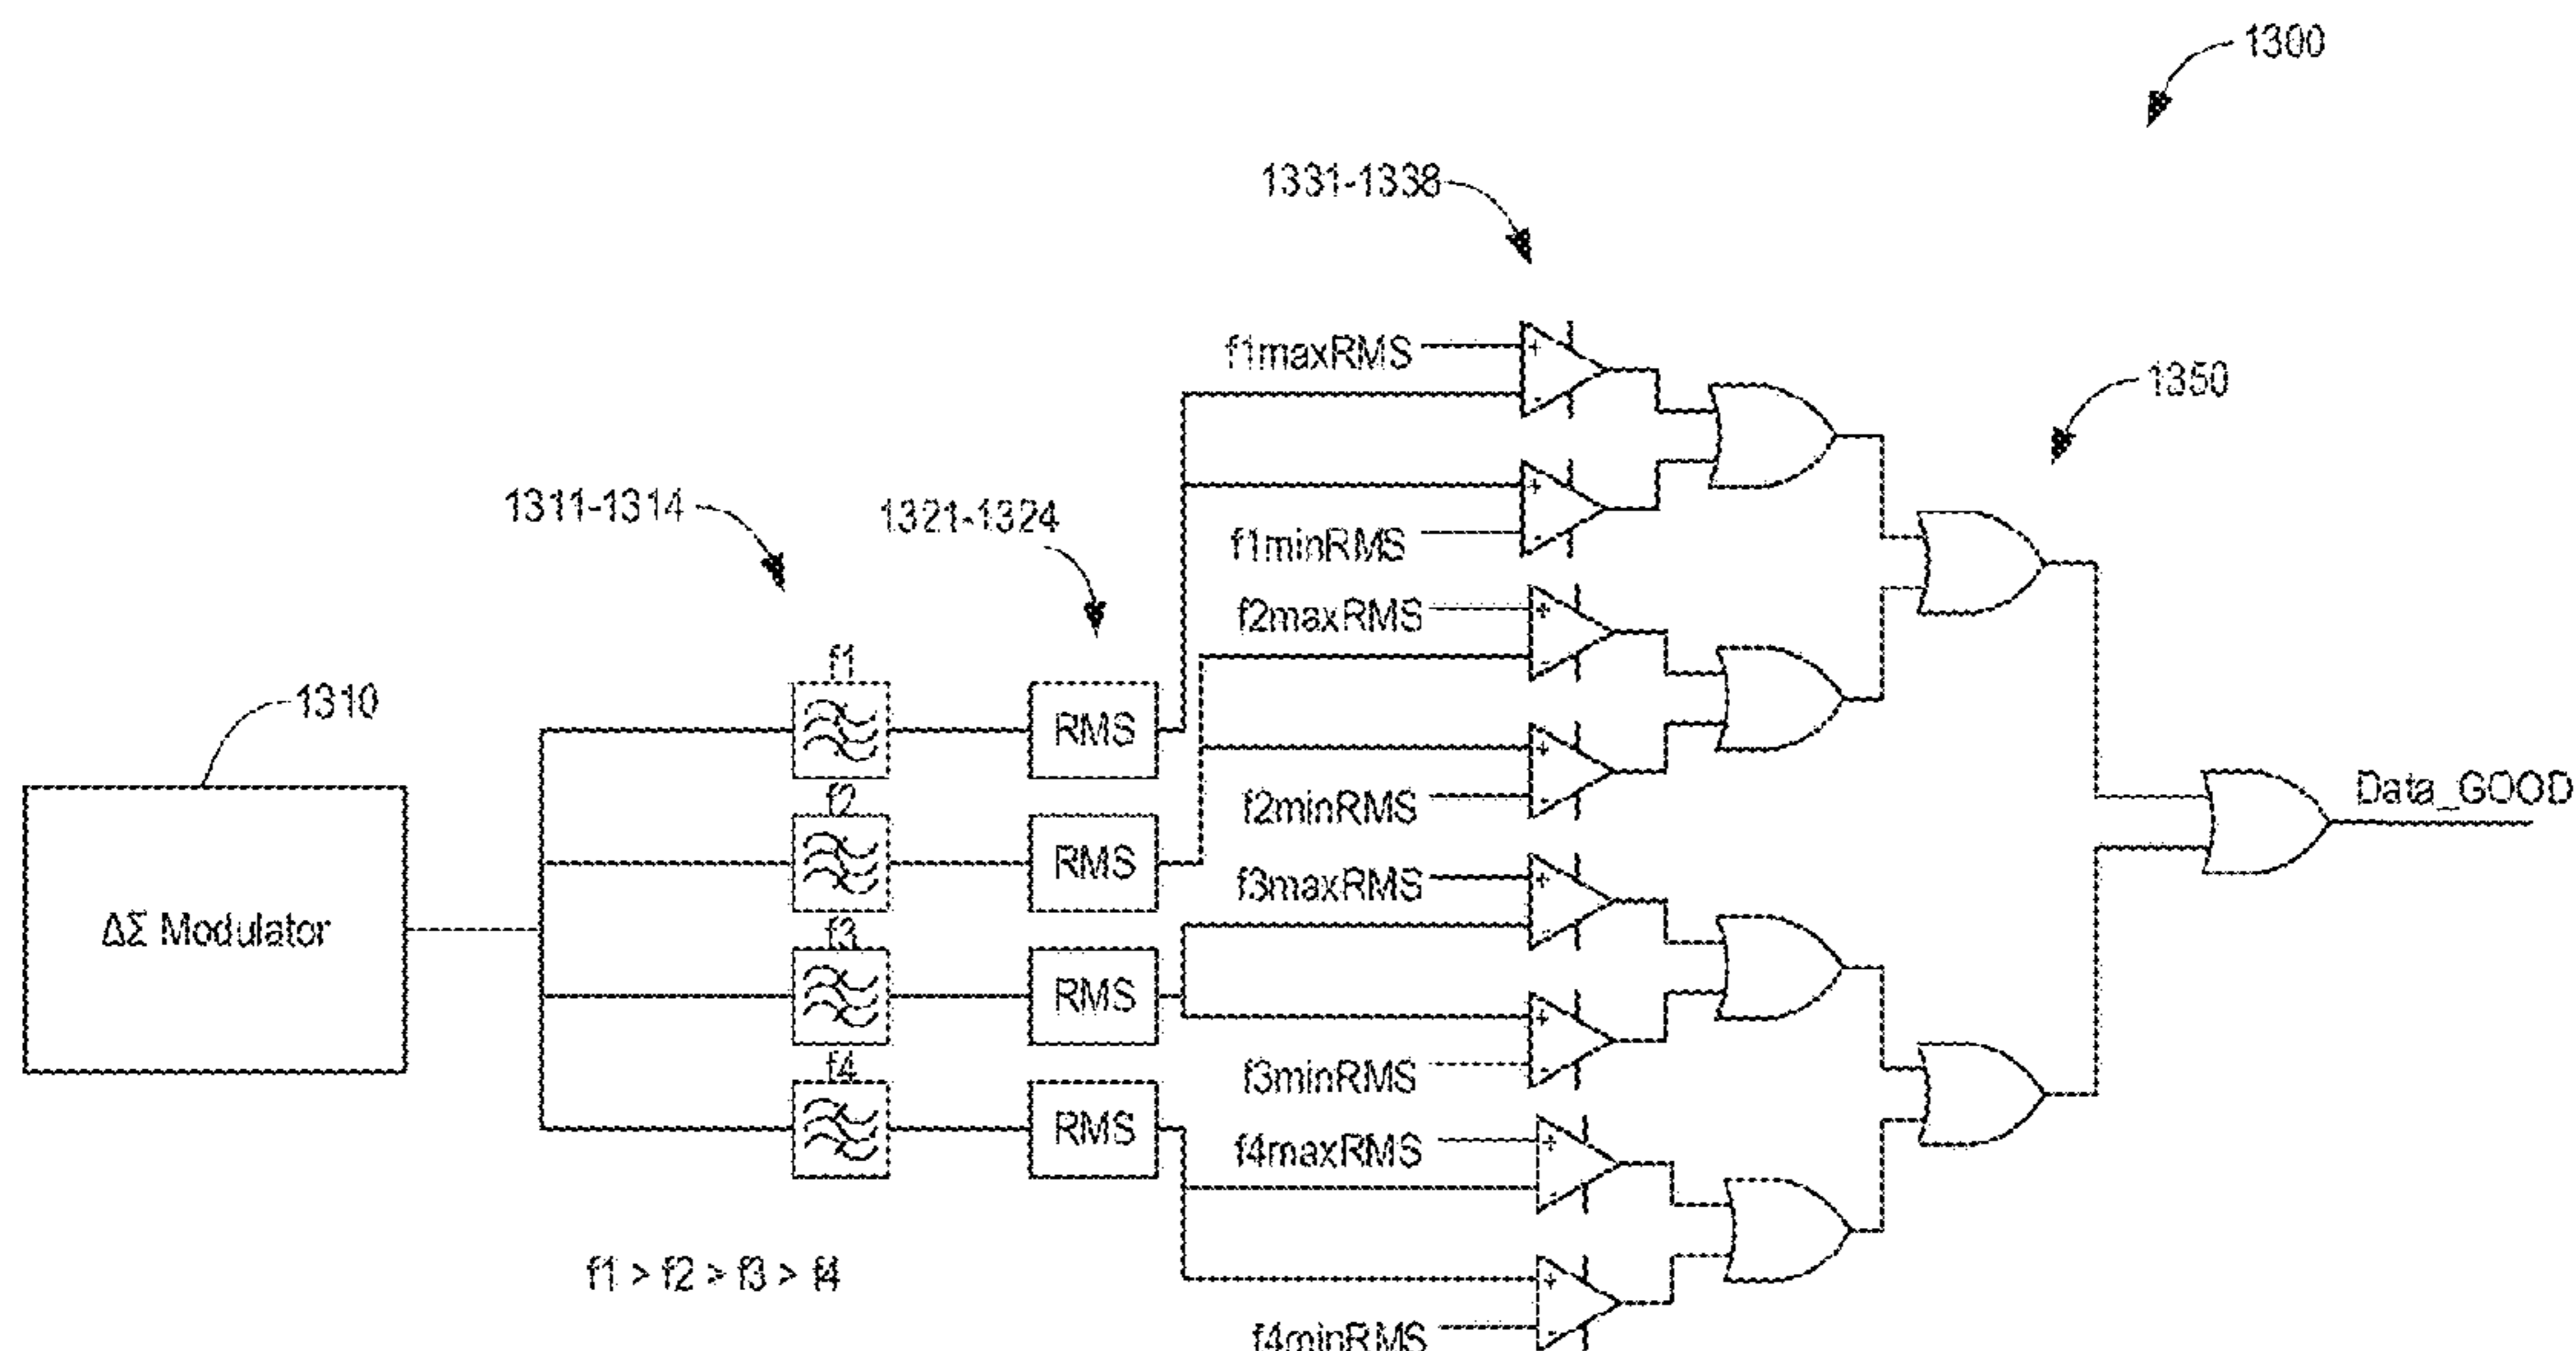 1300
1331-1338
f1maxRMS
1350
1311-1314
1321-1324
f1minRMS
f2maxRMS
f1
1310
RMS
f2
Data_GOOD
f2minRMS
RMS
f3maxRMS
ΔΣ Modulator
f3
RMS
f3minRMS
f4
RMS
f4maxRMS
f1 > f2 > f3 > f4
f4minRMS